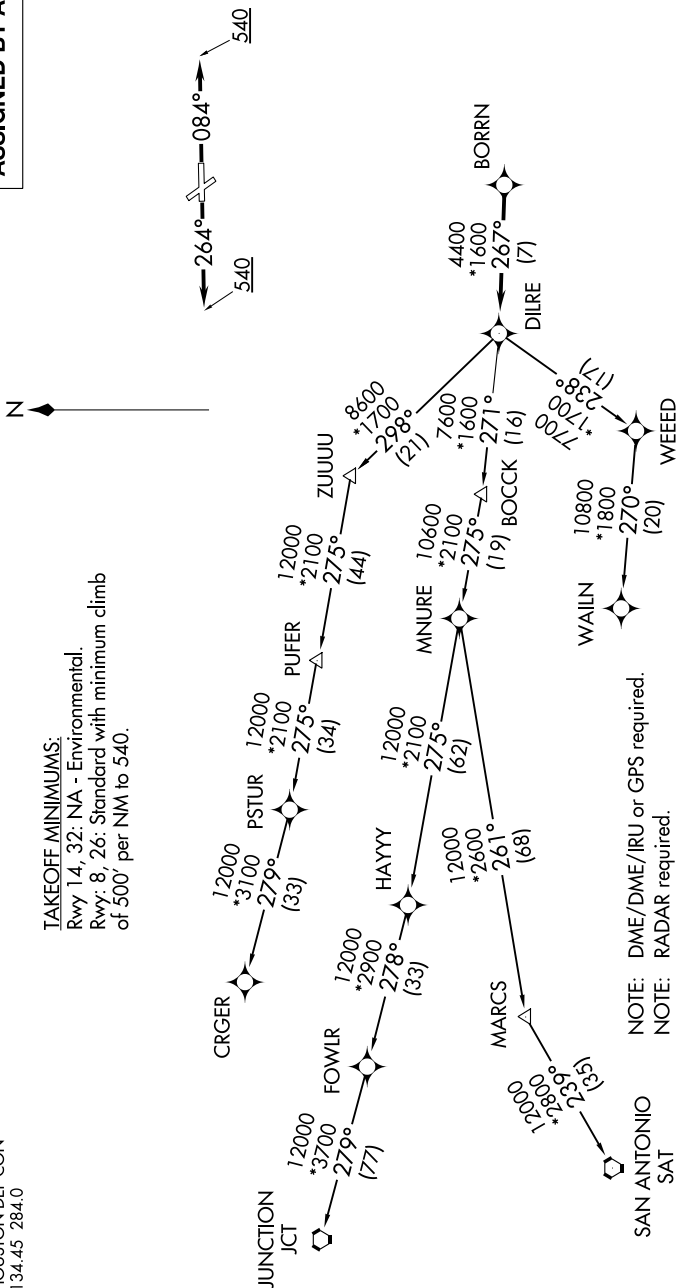 ASSIGNED BY A
134.45 284.0
N
TAKEOFF MINIMUMS:
Rwy 14, 32: NA - Environmental.
Rwy: 8, 26: Standard with minimum climb
of 500' per NM to 540.
540
264°
084°
540
BORRN
4400
*1600
267°
(7)
DILRE
8600
*1700
298°
(21)
ZUUUU
12000
*2100
275°
(44)
PUFER
12000
*2100
275°
(34)
PSTUR
12000
*3100
279°
(33)
CRGER
7600
*1600
271°
(16)
BOCCK
10600
*2100
275°
(19)
MNURE
12000
*2100
275°
(62)
HAYYY
12000
*2900
278°
(33)
FOWLR
12000
*3700
279°
(77)
JUNCTION
JCT
12000
*2600
261°
(68)
MARCS
12000
*2800
239°
(35)
SAN ANTONIO
SAT
7700
*1700
238°
(17)
WEEED
10800
*1800
270°
(20)
WAILN
NOTE: DME/DME/IRU or GPS required.
NOTE: RADAR required.